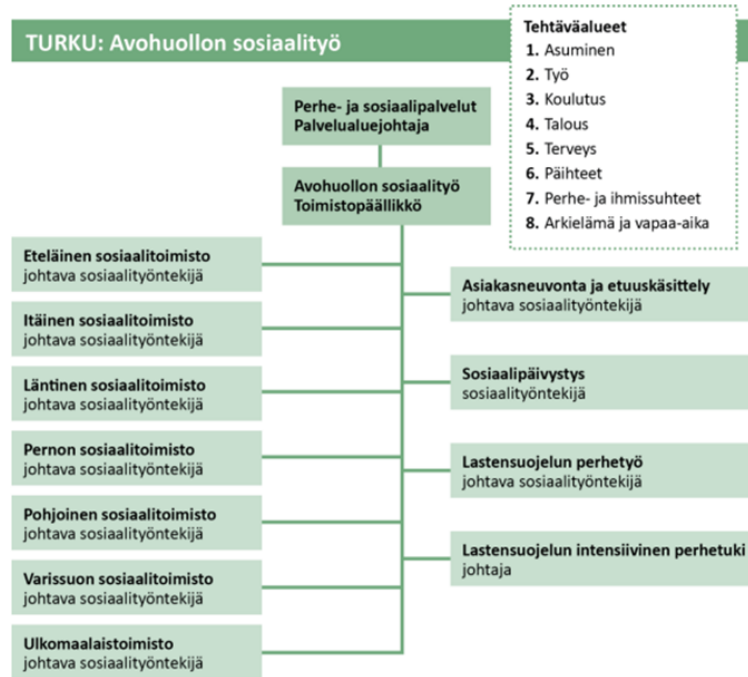 TURKU: Avohuollon sosiaalityö
Tehtäväalueet
1. Asuminen
2. Työ
3. Koulutus
4. Talous
5. Terveys
6. Päihteet
7. Perhe- ja ihmissuhteet
8. Arkielämä ja vapaa-aika
Perhe- ja sosiaalipalvelut
Palvelualuejohtaja
Avohuollon sosiaalityö
Toimistopäällikkö
Eteläinen sosiaalitoimisto
johtava sosiaalityöntekijä
Itäinen sosiaalitoimisto
johtava sosiaalityöntekijä
Läntinen sosiaalitoimisto
johtava sosiaalityöntekijä
Pernon sosiaalitoimisto
johtava sosiaalityöntekijä
Pohjoinen sosiaalitoimisto
johtava sosiaalityöntekijä
Varissuon sosiaalitoimisto
johtava sosiaalityöntekijä
Ulkomaalaistoimisto
johtava sosiaalityöntekijä
Asiakasneuvonta ja etuuskäsittely
johtava sosiaalityöntekijä
Sosiaalipäivystys
sosiaalityöntekijä
Lastensuojelun perhetyö
johtava sosiaalityöntekijä
Lastensuojelun intensiivinen perhetuki
johtaja